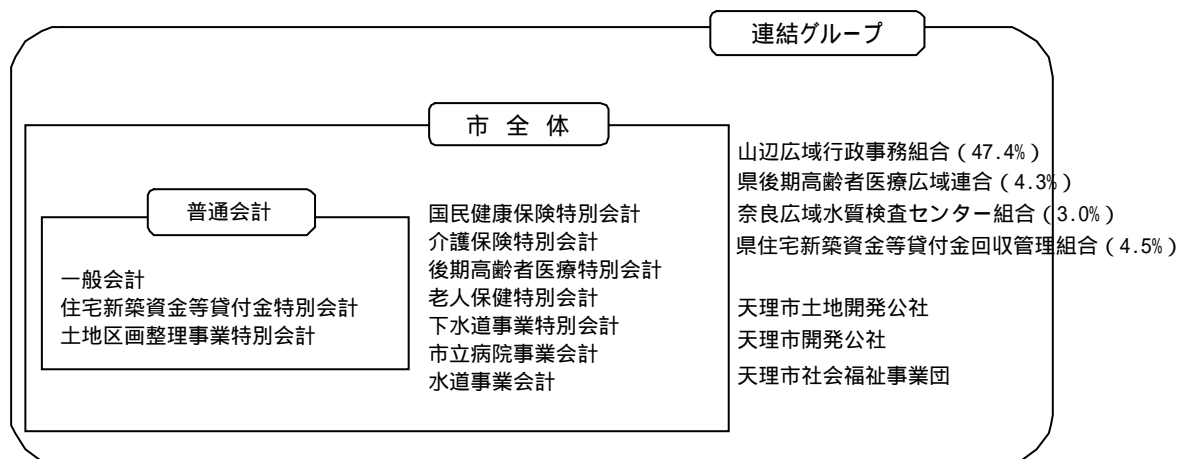 連結グループ
市 全 体
普通会計
一般会計
住宅新築資金等貸付金特別会計
土地区画整理事業特別会計
国民健康保険特別会計
介護保険特別会計
後期高齢者医療特別会計
老人保健特別会計
下水道事業特別会計
市立病院事業会計
水道事業会計
山辺広域行政事務組合(47.4%)
県後期高齢者医療広域連合(4.3%)
奈良広域水質検査センター組合(3.0%)
県住宅新築資金等貸付金回収管理組合(4.5%)
天理市土地開発公社
天理市開発公社
天理市社会福祉事業団